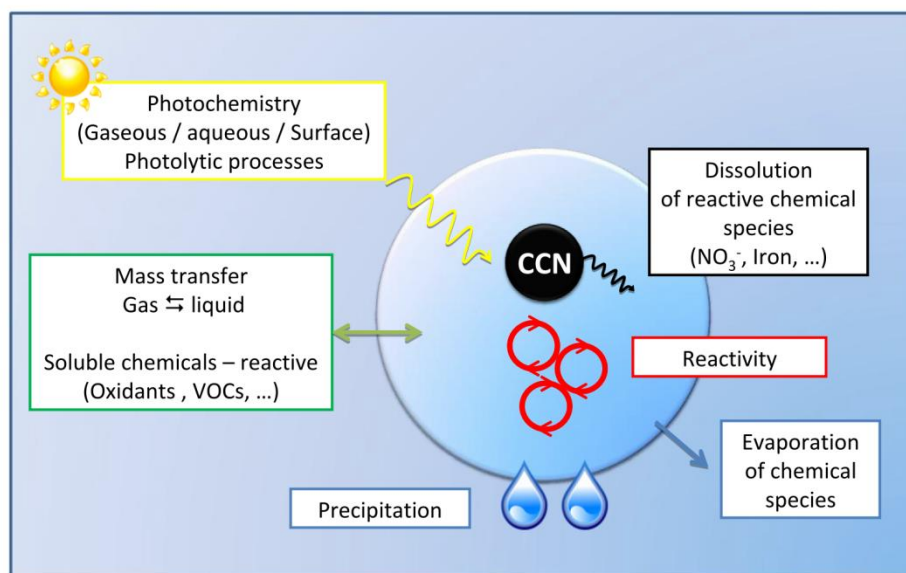 Photochemistry
(Gaseous / aqueous / Surface)
Photolytic processes
Dissolution
of reactive chemical
species
(NO₃⁻, Iron, …)
CCN
Mass transfer
Gas ⇆ liquid
Soluble chemicals – reactive
(Oxidants , VOCs, …)
Reactivity
Evaporation
of chemical
species
Precipitation